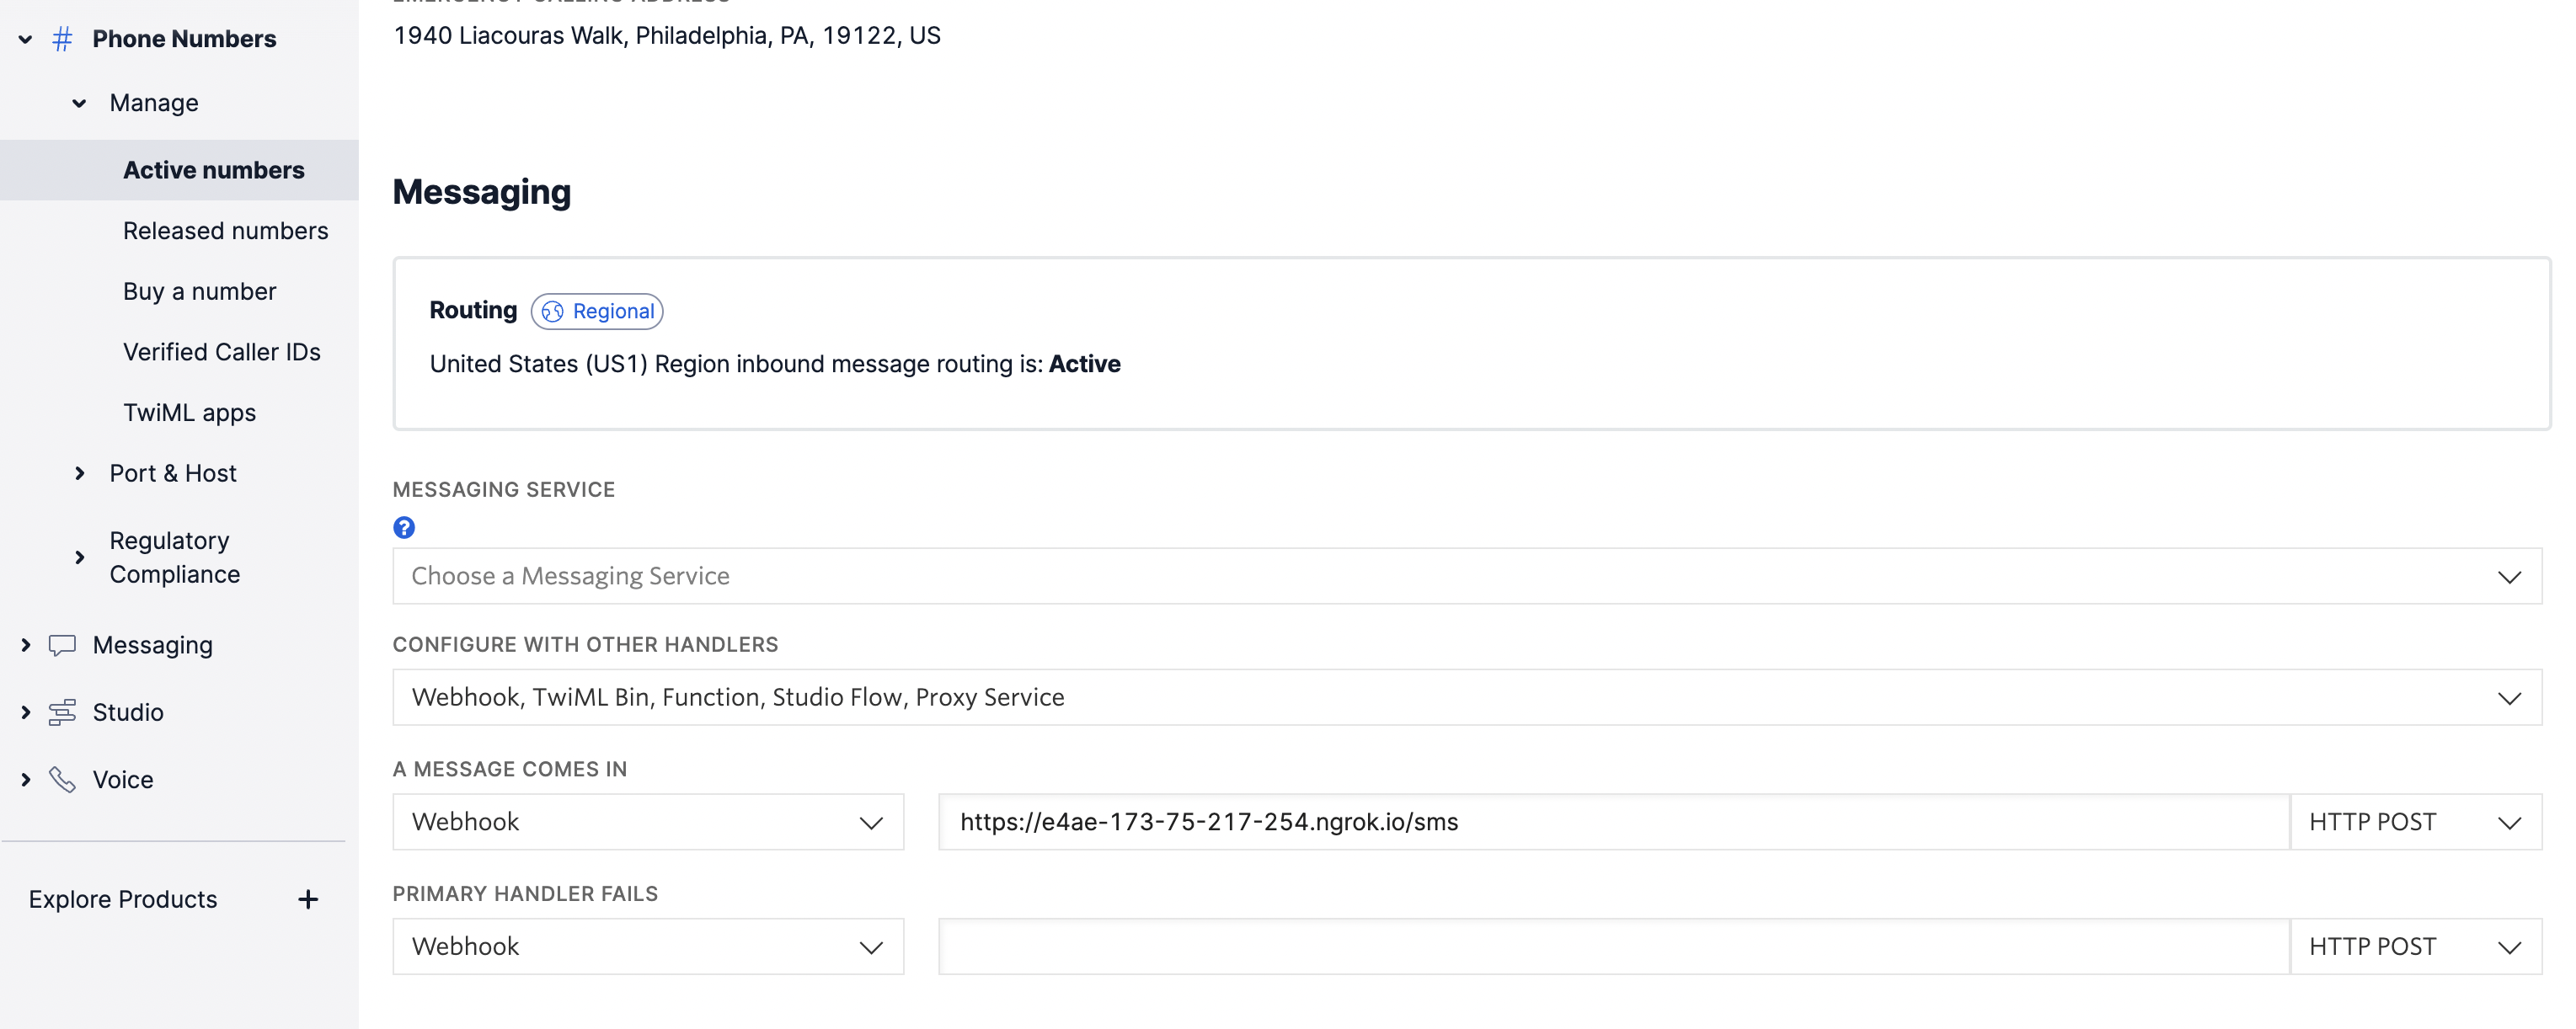 Phone Numbers
Manage
Active numbers
Released numbers
Buy a number
Verified Caller IDs
TwiML apps
Port & Host
Regulatory
Compliance
Messaging
Studio
Voice
Explore Products +
EMERGENCY CALLING ADDRESS
1940 Liacouras Walk, Philadelphia, PA, 19122, US
Messaging
Routing Regional
United States (US1) Region inbound message routing is: Active
MESSAGING SERVICE
?
Choose a Messaging Service
CONFIGURE WITH OTHER HANDLERS
Webhook, TwiML Bin, Function, Studio Flow, Proxy Service
A MESSAGE COMES IN
Webhook https://e4ae-173-75-217-254.ngrok.io/sms HTTP POST
PRIMARY HANDLER FAILS
Webhook HTTP POST